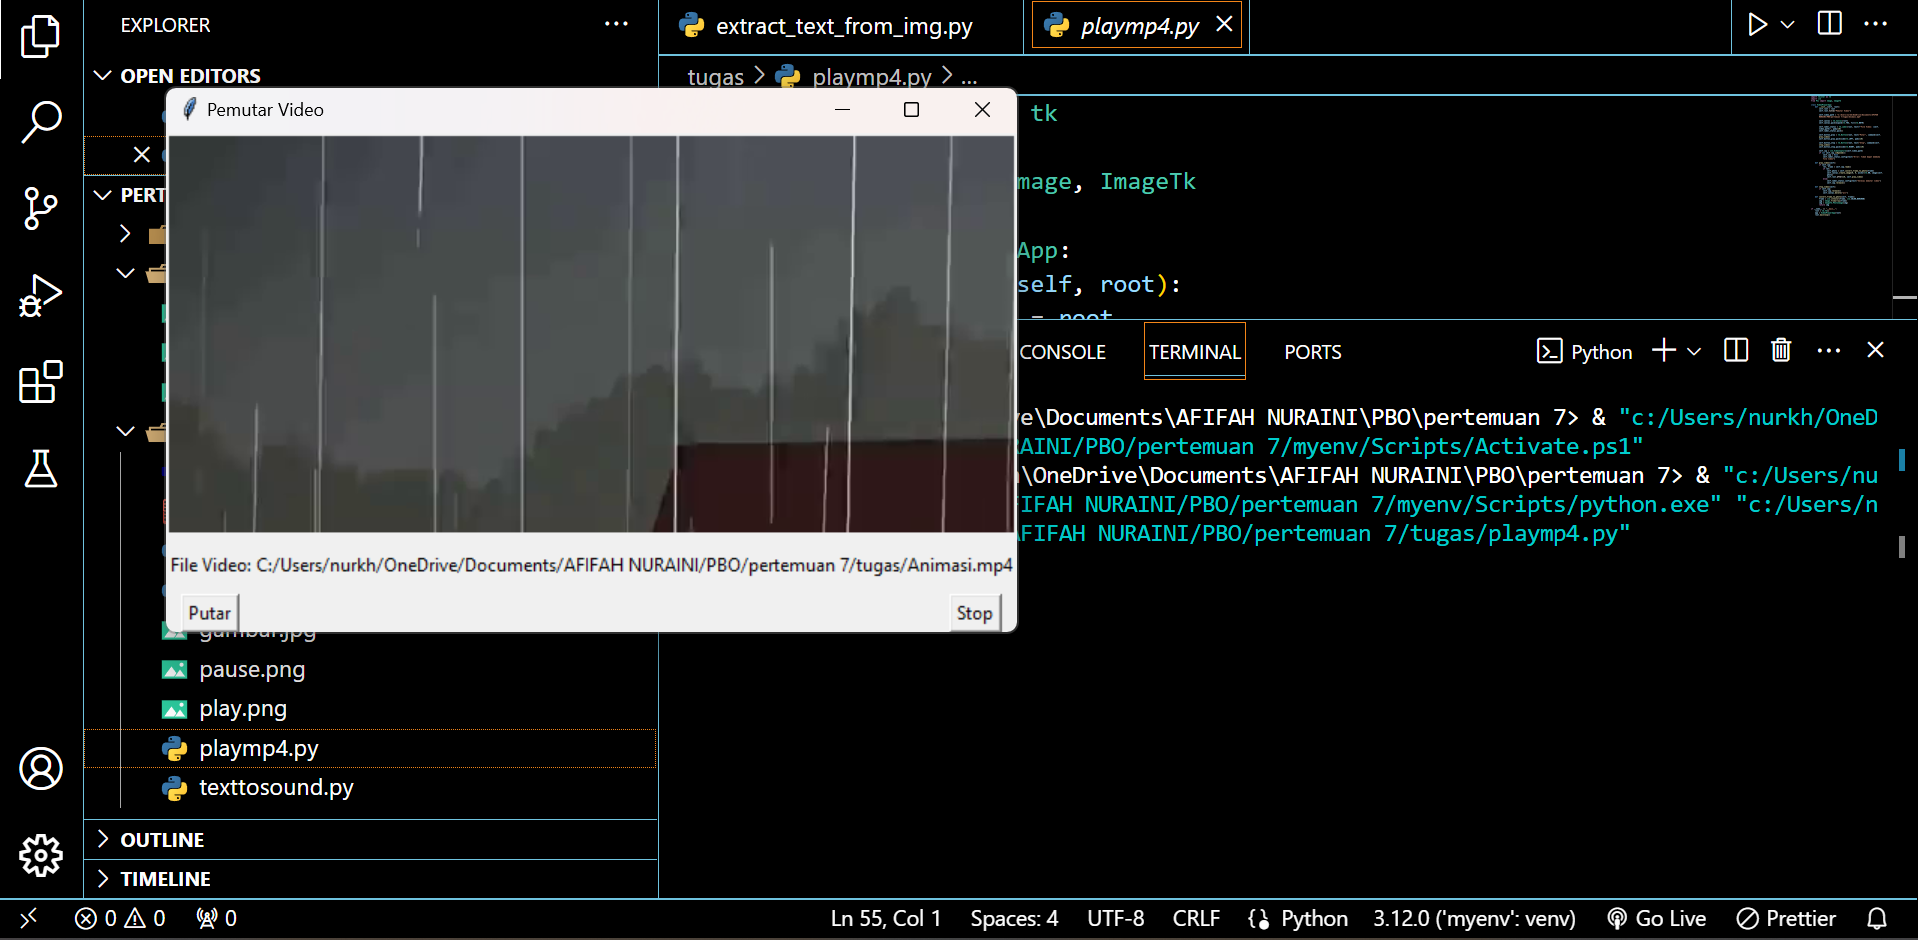 EXPLORER
OPEN EDITORS
PERT
gambar.jpg
pause.png
play.png
playmp4.py
texttosound.py
OUTLINE
TIMELINE
extract_text_from_img.py
playmp4.py
tugas > playmp4.py > ...
tk
mage, ImageTk
App:
self, root):
= root
Pemutar Video
File Video: C:/Users/nurkh/OneDrive/Documents/AFIFAH NURAINI/PBO/pertemuan 7/tugas/Animasi.mp4
Putar
Stop
CONSOLE
TERMINAL
PORTS
Python
ve\Documents\AFIFAH NURAINI\PBO\pertemuan 7> & "c:/Users/nurkh/OneD
RAINI/PBO/pertemuan 7/myenv/Scripts/Activate.ps1"
\OneDrive\Documents\AFIFAH NURAINI\PBO\pertemuan 7> & "c:/Users/nu
FIFAH NURAINI/PBO/pertemuan 7/myenv/Scripts/python.exe" "c:/Users/n
AFIFAH NURAINI/PBO/pertemuan 7/tugas/playmp4.py"
0 0 0
Ln 55, Col 1
Spaces: 4
UTF-8
CRLF
Python
3.12.0 ('myenv': venv)
Go Live
Prettier